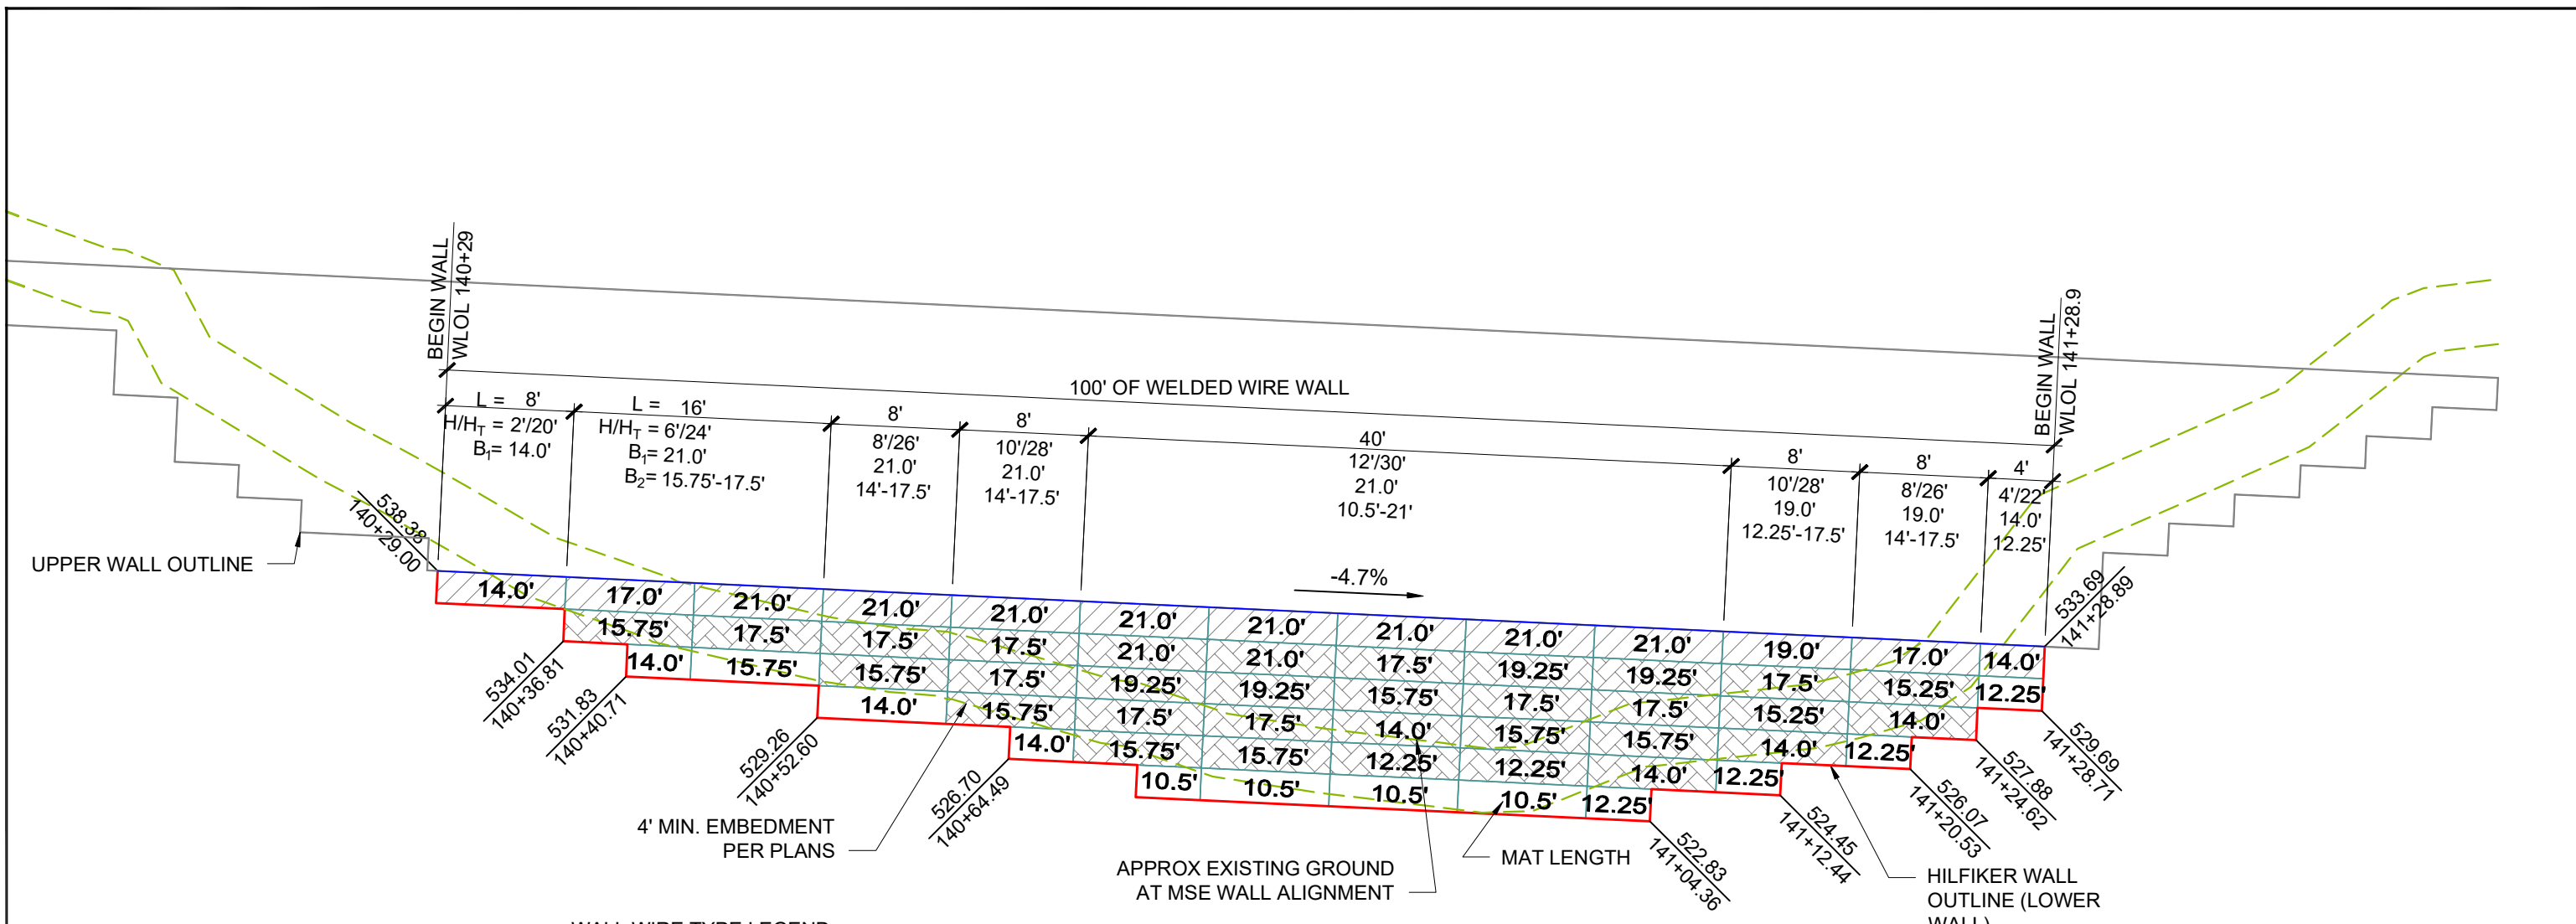 BEGIN WALL
WLOL 140+29
BEGIN WALL
WLOL 141+28.9
100' OF WELDED WIRE WALL
L = 8'
H/HT = 2'/20'
B1= 14.0'
L = 16'
H/HT = 6'/24'
B1= 21.0'
B2= 15.75'-17.5'
8'
8'/26'
21.0'
14'-17.5'
8'
10'/28'
21.0'
14'-17.5'
40'
12'/30'
21.0'
10.5'-21'
8'
10'/28'
19.0'
12.25'-17.5'
8'
8'/26'
19.0'
14'-17.5'
4'
4'/22'
14.0'
12.25'
538.38
140+29.00
UPPER WALL OUTLINE
-4.7%
533.69
141+28.89
14.0' 17.0' 21.0' 21.0' 21.0' 21.0' 21.0' 21.0' 21.0' 21.0' 19.0' 17.0' 14.0'
15.75' 17.5' 17.5' 17.5' 21.0' 21.0' 17.5' 19.25' 19.25' 17.5' 15.25' 12.25'
14.0' 15.75' 15.75' 17.5' 19.25' 19.25' 15.75' 17.5' 17.5' 15.25' 14.0'
14.0' 15.75' 17.5' 17.5' 14.0' 15.75' 15.75' 14.0' 12.25'
14.0' 15.75' 15.75' 12.25' 12.25' 14.0' 12.25'
10.5' 10.5' 10.5' 10.5' 12.25'
534.01
140+36.81
531.83
140+40.71
529.26
140+52.60
526.70
140+64.49
522.83
141+04.36
524.45
141+12.44
526.07
141+20.53
527.88
141+24.62
529.69
141+28.71
4' MIN. EMBEDMENT
PER PLANS
APPROX EXISTING GROUND
AT MSE WALL ALIGNMENT
MAT LENGTH
HILFIKER WALL
OUTLINE (LOWER
WALL)
WALL WIRE TYPE LEGEND